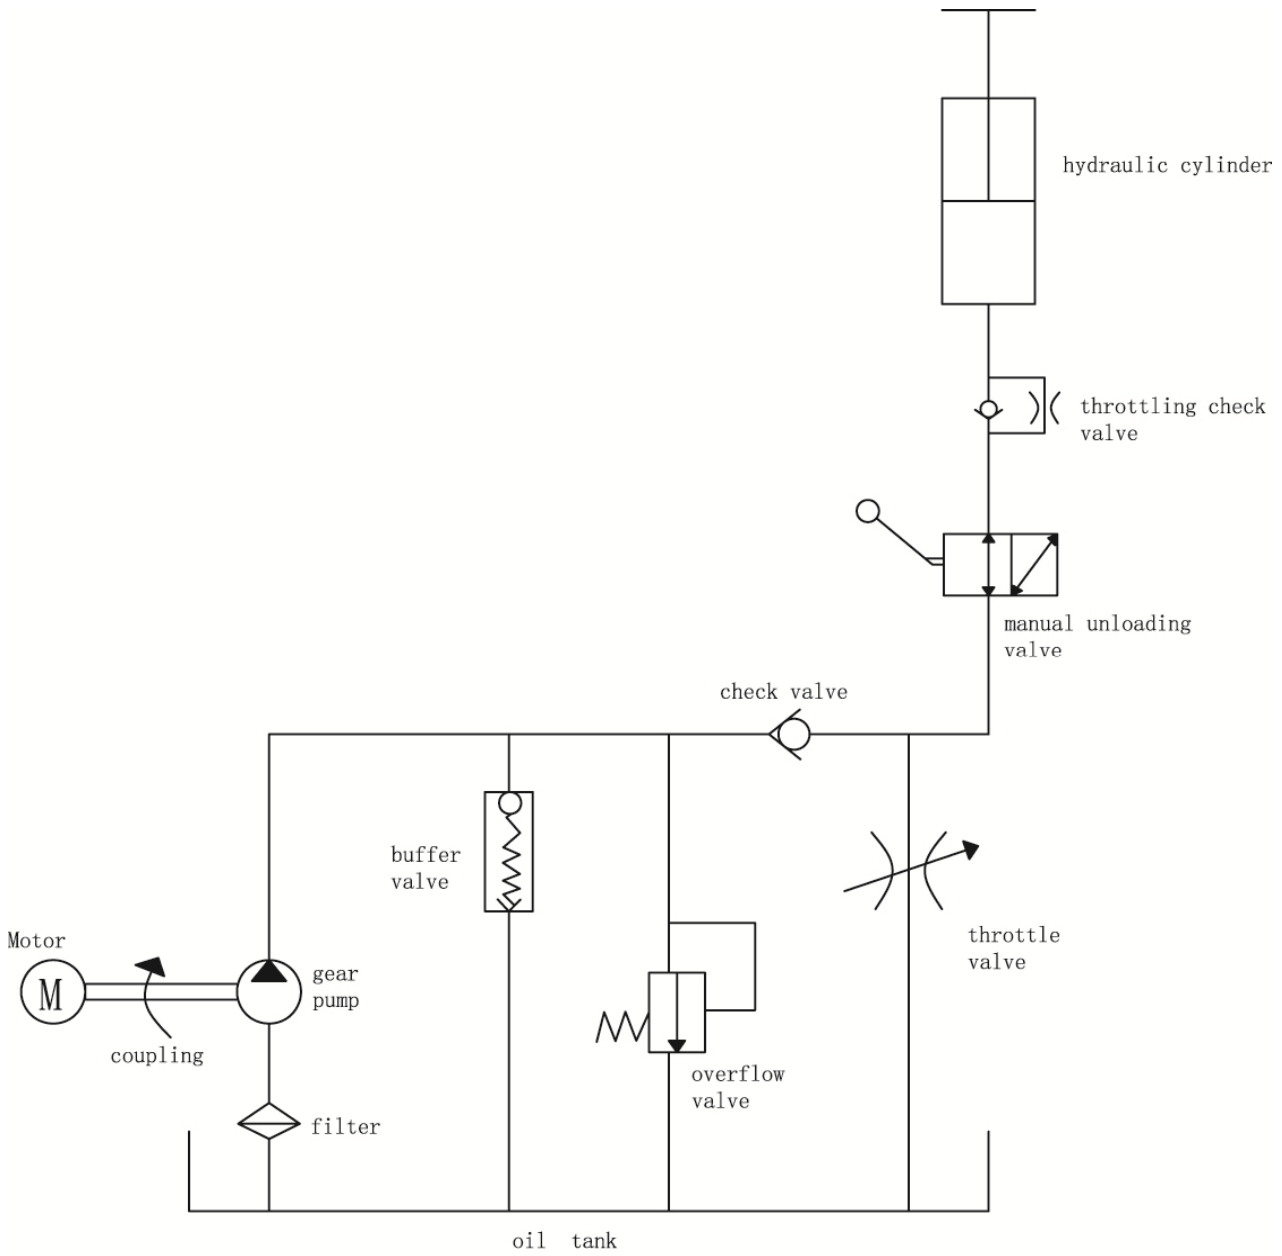 hydraulic cylinder
throttling check
valve
manual unloading
valve
check valve
buffer
valve
throttle
valve
Motor
M
gear
pump
coupling
overflow
valve
filter
oil tank